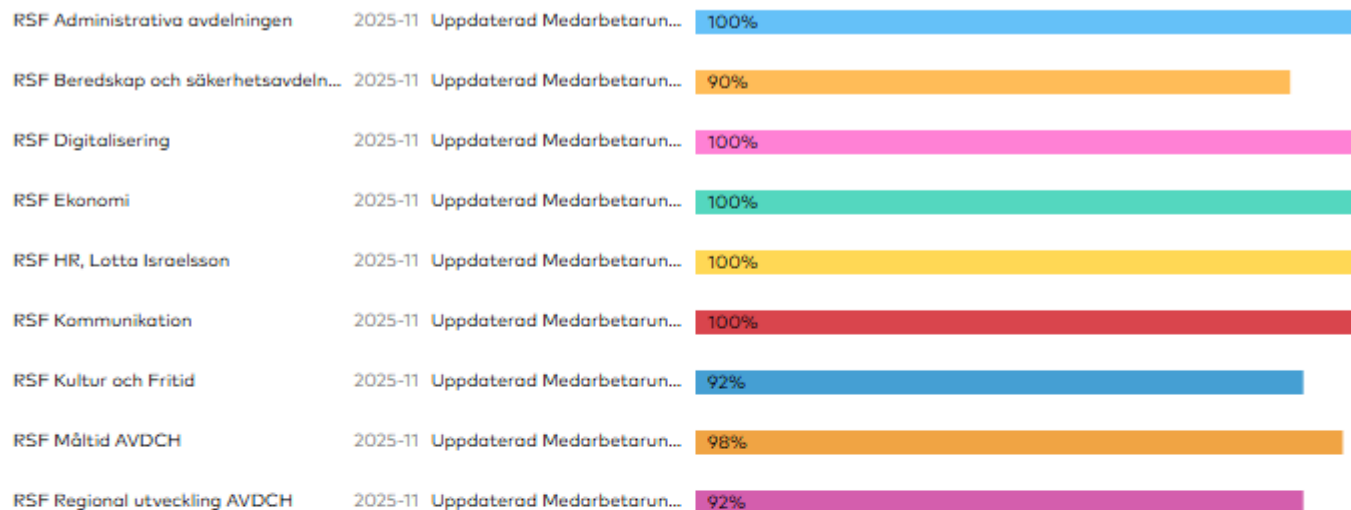 RSF Administrativa avdelningen 2025-11 Uppdaterad Medarbetarun... 100%
RSF Beredskap och säkerhetsavdeln... 2025-11 Uppdaterad Medarbetarun... 90%
RSF Digitalisering 2025-11 Uppdaterad Medarbetarun... 100%
RSF Ekonomi 2025-11 Uppdaterad Medarbetarun... 100%
RSF HR, Lotta Israelsson 2025-11 Uppdaterad Medarbetarun... 100%
RSF Kommunikation 2025-11 Uppdaterad Medarbetarun... 100%
RSF Kultur och Fritid 2025-11 Uppdaterad Medarbetarun... 92%
RSF Måltid AVDCH 2025-11 Uppdaterad Medarbetarun... 98%
RSF Regional utveckling AVDCH 2025-11 Uppdaterad Medarbetarun... 92%